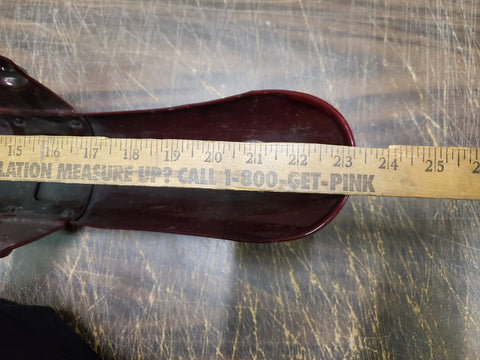 15 16 17 18 19 20 21 22 23 24 25
LATION MEASURE UP? CALL 1-800-GET-PINK